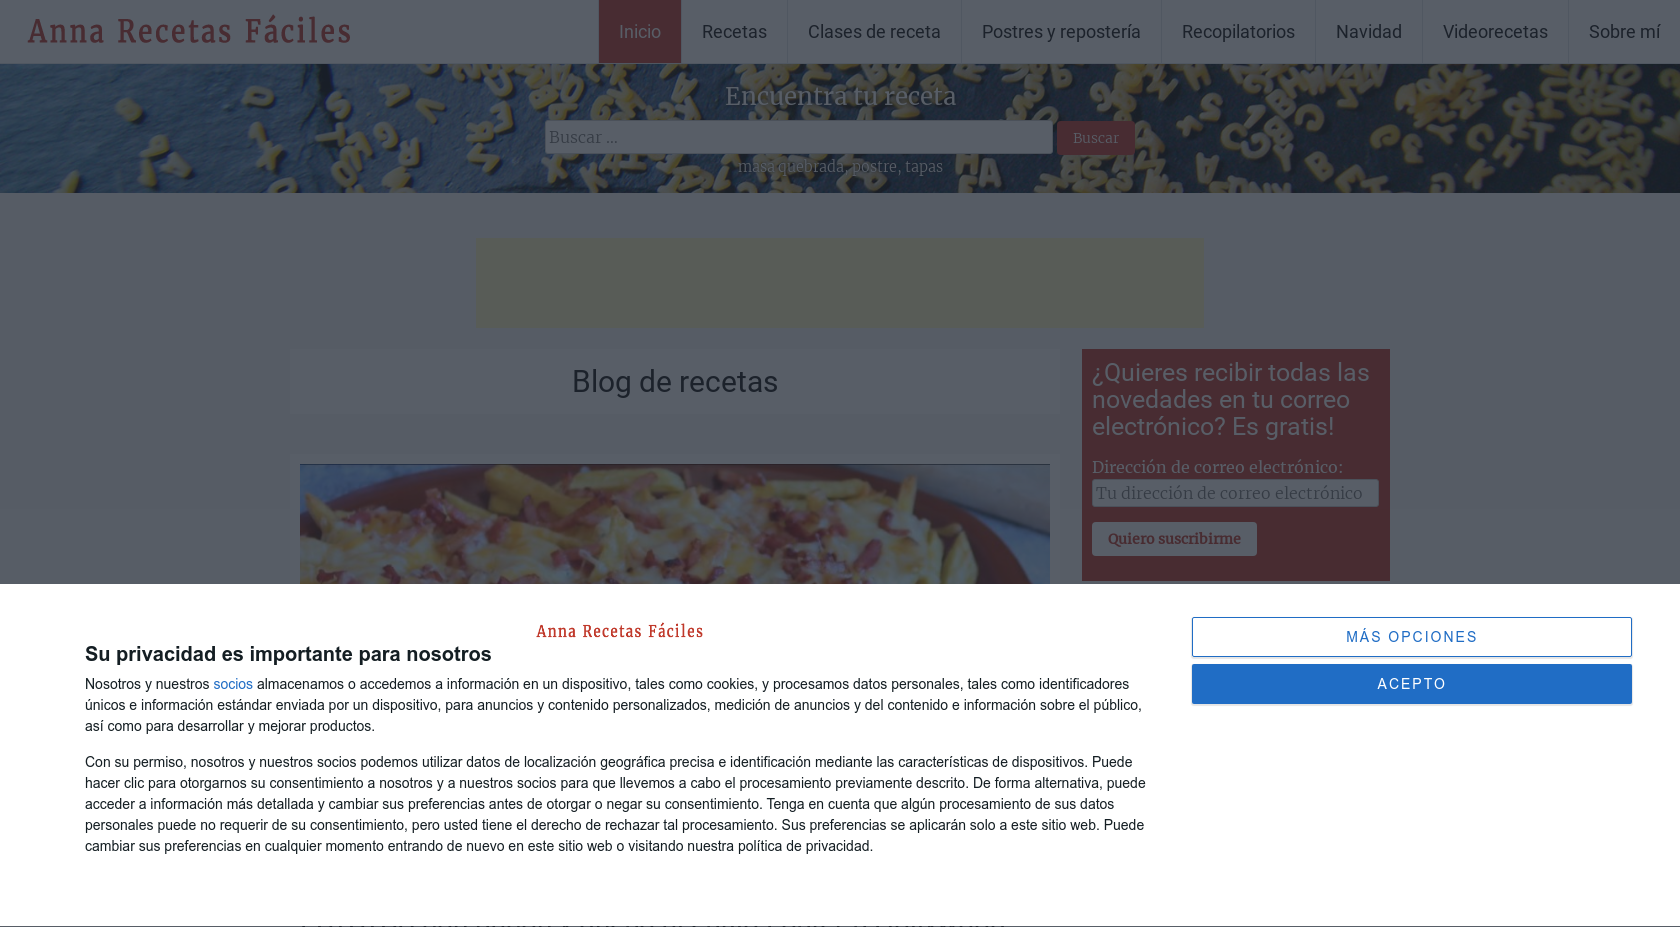 Anna Recetas Fáciles
Inicio
Recetas
Clases de receta
Postres y repostería
Recopilatorios
Navidad
Videorecetas
Sobre mí
Encuentra tu receta
Buscar ...
Buscar
masa quebrada, postre, tapas
Blog de recetas
¿Quieres recibir todas las
novedades en tu correo
electrónico? Es gratis!
Dirección de correo electrónico:
Tu dirección de correo electrónico
Quiero suscribirme
Anna Recetas Fáciles
Su privacidad es importante para nosotros
Nosotros y nuestros socios almacenamos o accedemos a información en un dispositivo, tales como cookies, y procesamos datos personales, tales como identificadores
únicos e información estándar enviada por un dispositivo, para anuncios y contenido personalizados, medición de anuncios y del contenido e información sobre el público,
así como para desarrollar y mejorar productos.
Con su permiso, nosotros y nuestros socios podemos utilizar datos de localización geográfica precisa e identificación mediante las características de dispositivos. Puede
hacer clic para otorgarnos su consentimiento a nosotros y a nuestros socios para que llevemos a cabo el procesamiento previamente descrito. De forma alternativa, puede
acceder a información más detallada y cambiar sus preferencias antes de otorgar o negar su consentimiento. Tenga en cuenta que algún procesamiento de sus datos
personales puede no requerir de su consentimiento, pero usted tiene el derecho de rechazar tal procesamiento. Sus preferencias se aplicarán solo a este sitio web. Puede
cambiar sus preferencias en cualquier momento entrando de nuevo en este sitio web o visitando nuestra política de privacidad.
MÁS OPCIONES
ACEPTO